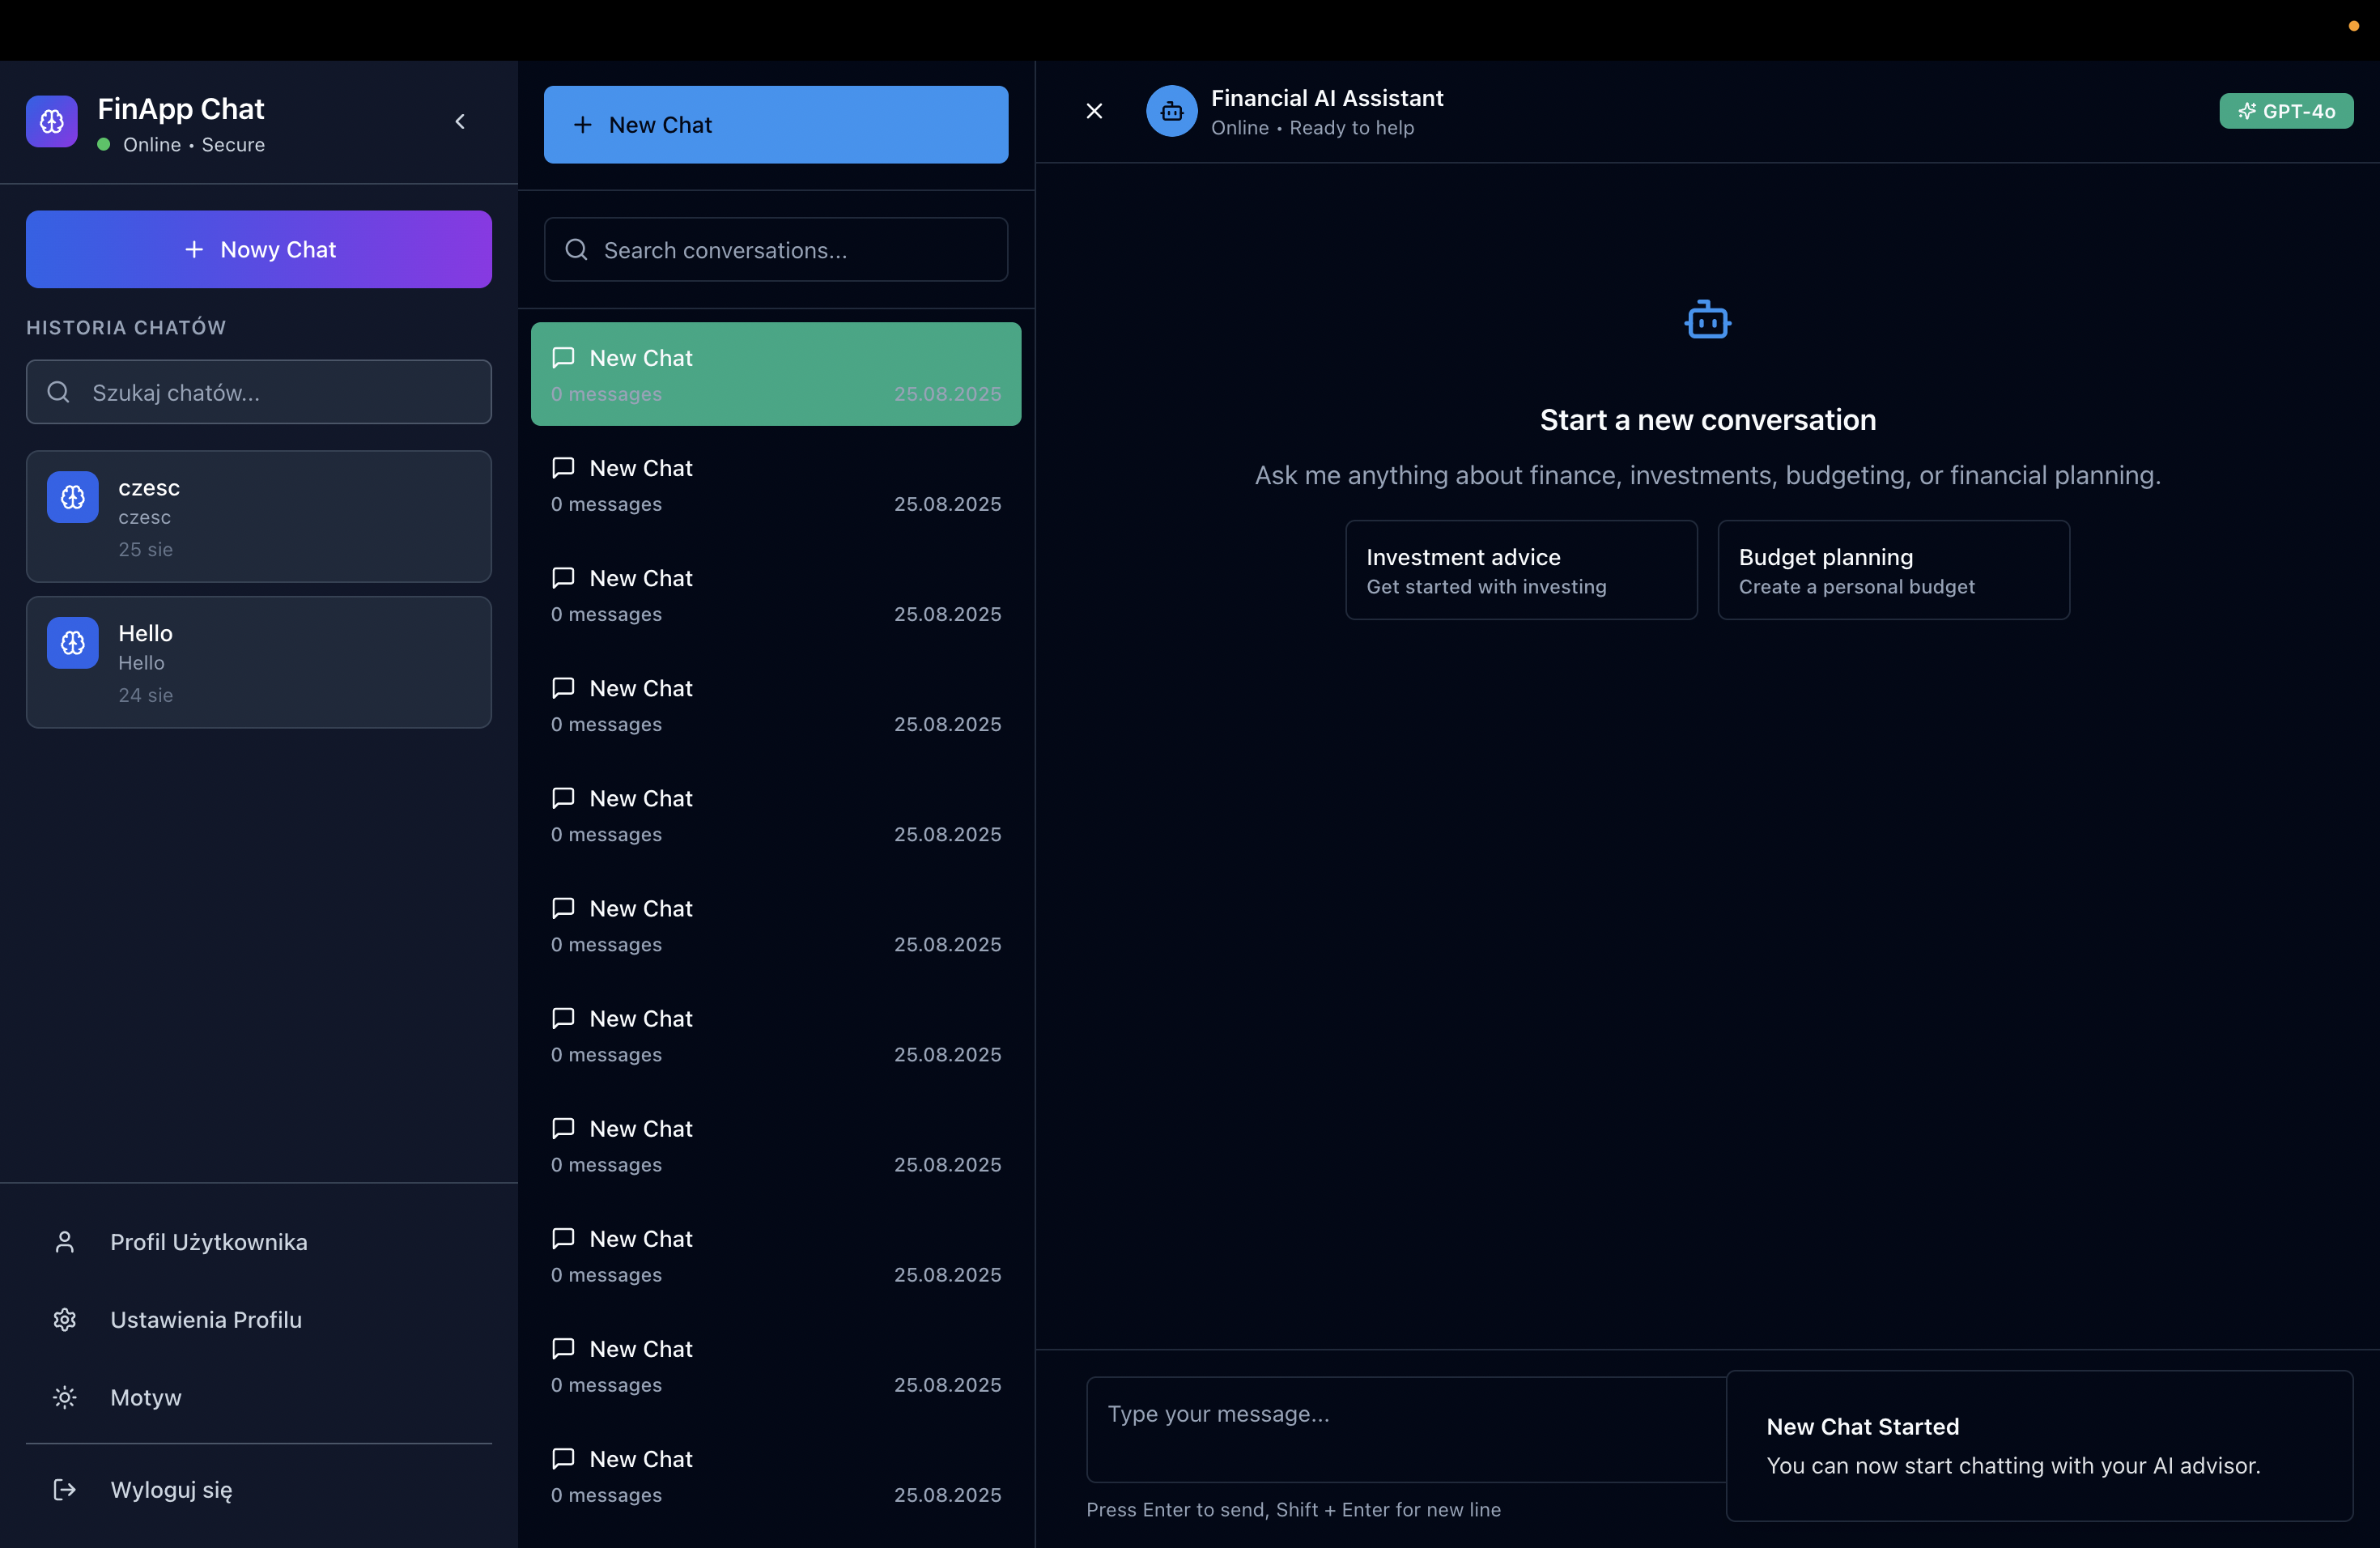 FinApp Chat
Online • Secure
Nowy Chat
HISTORIA CHATÓW
Szukaj chatów...
czesc
czesc
25 sie
Hello
Hello
24 sie
Profil Użytkownika
Ustawienia Profilu
Motyw
Wyloguj się
New Chat
Search conversations...
New Chat
0 messages 25.08.2025
New Chat
0 messages 25.08.2025
New Chat
0 messages 25.08.2025
New Chat
0 messages 25.08.2025
New Chat
0 messages 25.08.2025
New Chat
0 messages 25.08.2025
New Chat
0 messages 25.08.2025
New Chat
0 messages 25.08.2025
New Chat
0 messages 25.08.2025
New Chat
0 messages 25.08.2025
New Chat
0 messages 25.08.2025
Financial AI Assistant
Online • Ready to help
GPT-4o
Start a new conversation
Ask me anything about finance, investments, budgeting, or financial planning.
Investment advice
Get started with investing
Budget planning
Create a personal budget
Type your message...
Press Enter to send, Shift + Enter for new line
New Chat Started
You can now start chatting with your AI advisor.